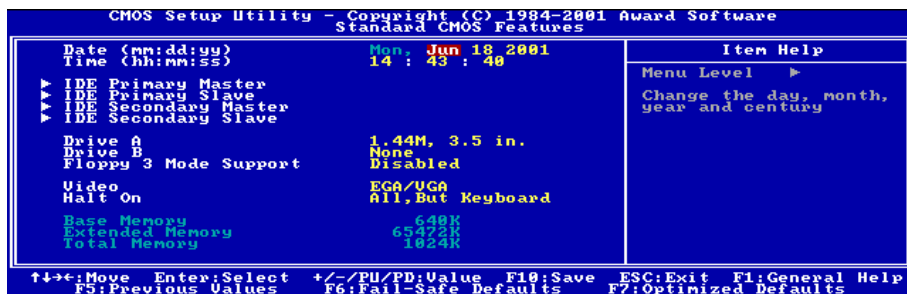 CMOS Setup Utility - Copyright (C) 1984-2001 Award Software
Standard CMOS Features
Date (mm:dd:yy) Mon, Jun 18 2001
Time (hh:mm:ss) 14 : 43 : 40
▶ IDE Primary Master
▶ IDE Primary Slave
▶ IDE Secondary Master
▶ IDE Secondary Slave
Drive A 1.44M, 3.5 in.
Drive B None
Floppy 3 Mode Support Disabled
Video EGA/VGA
Halt On All,But Keyboard
Base Memory 640K
Extended Memory 65472K
Total Memory 1024K
Item Help
Menu Level ▶
Change the day, month,
year and century
↑↓→←:Move Enter:Select +/-/PU/PD:Value F10:Save ESC:Exit F1:General Help
F5:Previous Values F6:Fail-Safe Defaults F7:Optimized Defaults